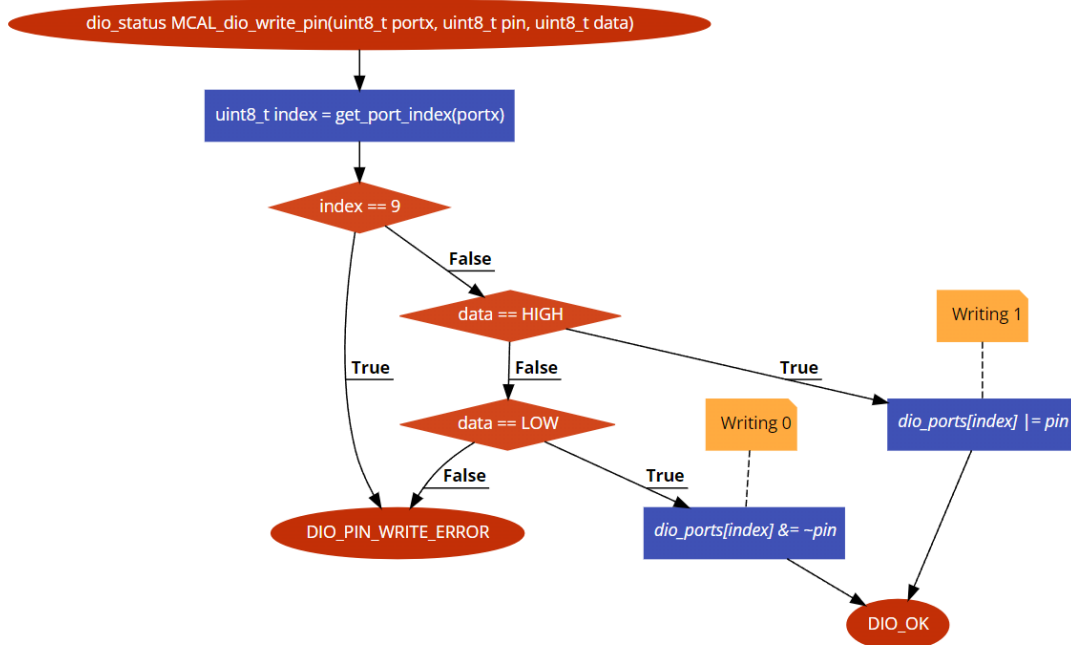 dio_status MCAL_dio_write_pin(uint8_t portx, uint8_t pin, uint8_t data)
uint8_t index = get_port_index(portx)
index == 9
False
data == HIGH
Writing 1
True
False
True
dio_ports[index] |= pin
data == LOW
Writing 0
False
True
DIO_PIN_WRITE_ERROR
dio_ports[index] &= ~pin
DIO_OK